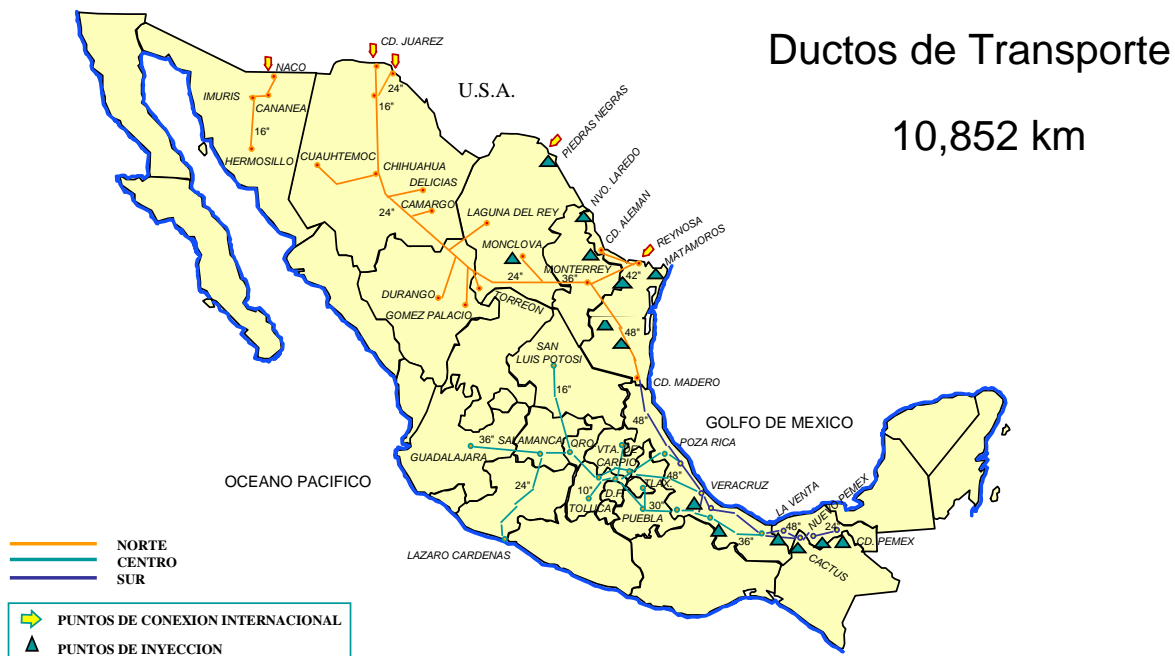 Ductos de Transporte
10,852 km
CD. JUAREZ
NACO
24"
U.S.A.
IMURIS
CANANEA
16"
16"
HERMOSILLO
PIEDRAS NEGRAS
CUAUHTEMOC
CHIHUAHUA
DELICIAS
CAMARGO
24"
NVO. LAREDO
CD. ALEMAN
LAGUNA DEL REY
REYNOSA
MATAMOROS
MONCLOVA
24"
MONTERREY
36"
42"
DURANGO
TORREON
GOMEZ PALACIO
48"
SAN
LUIS POTOSI
16"
CD. MADERO
48"
GOLFO DE MEXICO
36"
SALAMANCA
QRO.
VTA. DE
CARPIO
POZA RICA
GUADALAJARA
OCEANO PACIFICO
24"
48"
10"
D.F.
TLAX.
TOLUCA
30"
PUEBLA
VERACRUZ
LA VENTA
NUEVO PEMEX
48"
24"
36"
CD. PEMEX
CACTUS
LAZARO CARDENAS
NORTE
CENTRO
SUR
PUNTOS DE CONEXION INTERNACIONAL
PUNTOS DE INYECCION